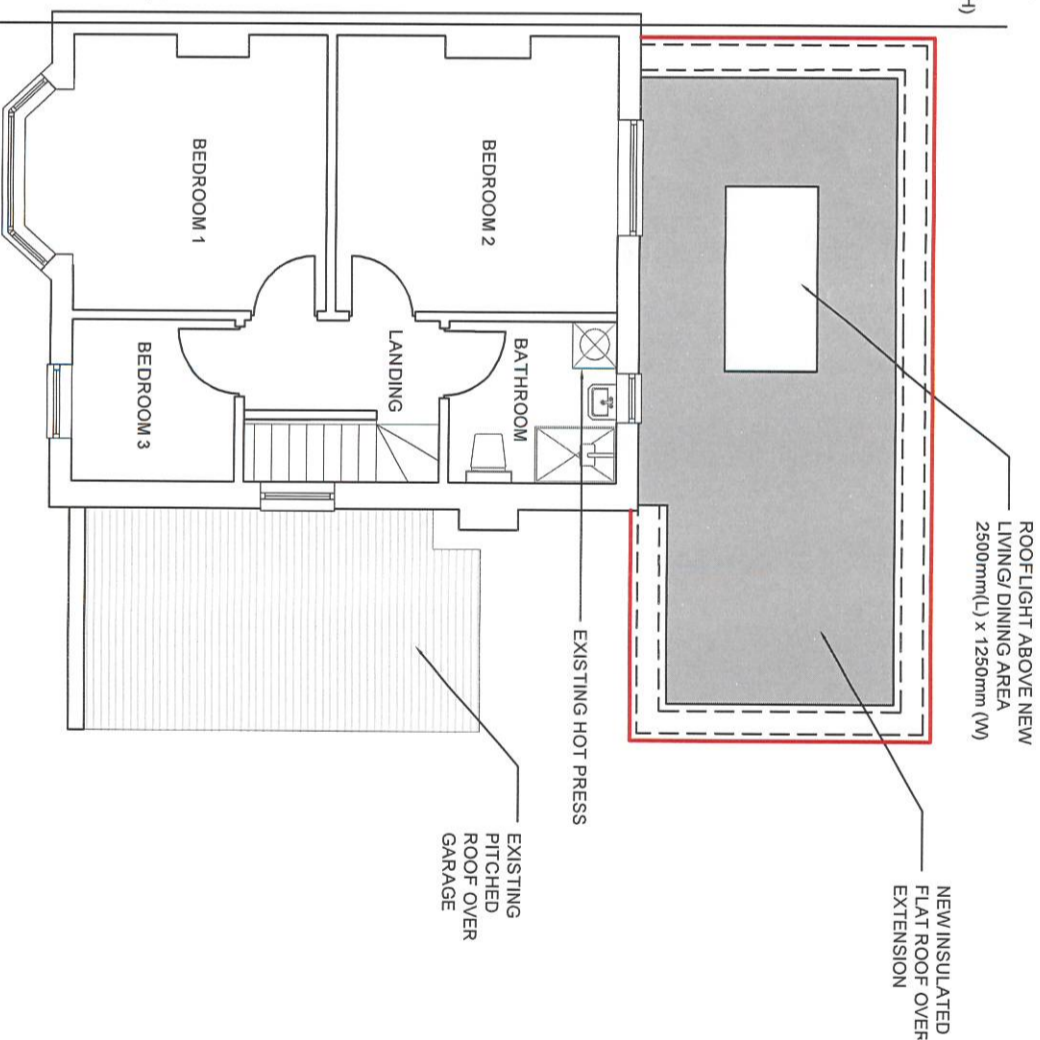 H)
ROOFLIGHT ABOVE NEW
LIVING/ DINING AREA
2500mm(L) x 1250mm (W)
NEW INSULATED
FLAT ROOF OVER
EXTENSION
BEDROOM 2
BEDROOM 1
BATHROOM
LANDING
BEDROOM 3
EXISTING HOT PRESS
EXISTING
PITCHED
ROOF OVER
GARAGE